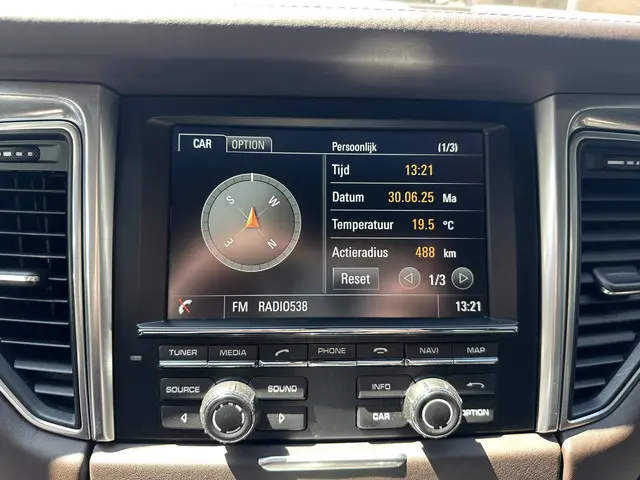 CAR OPTION Persoonlijk (1/3)
Tijd 13:21
Datum 30.06.25 Ma
Temperatuur 19.5 °C
Actieradius 488 km
Reset 1/3
S W
E N
FM RADIO538 13:21
TUNER MEDIA PHONE NAVI MAP
SOURCE SOUND INFO
CAR OPTION